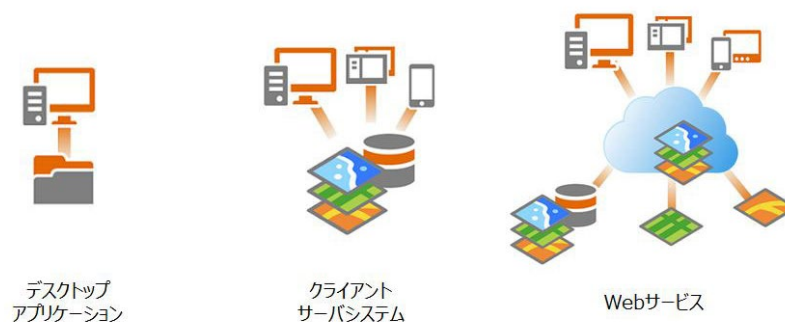 デスクトップ
アプリケーション
クライアント
サーバシステム
Webサービス